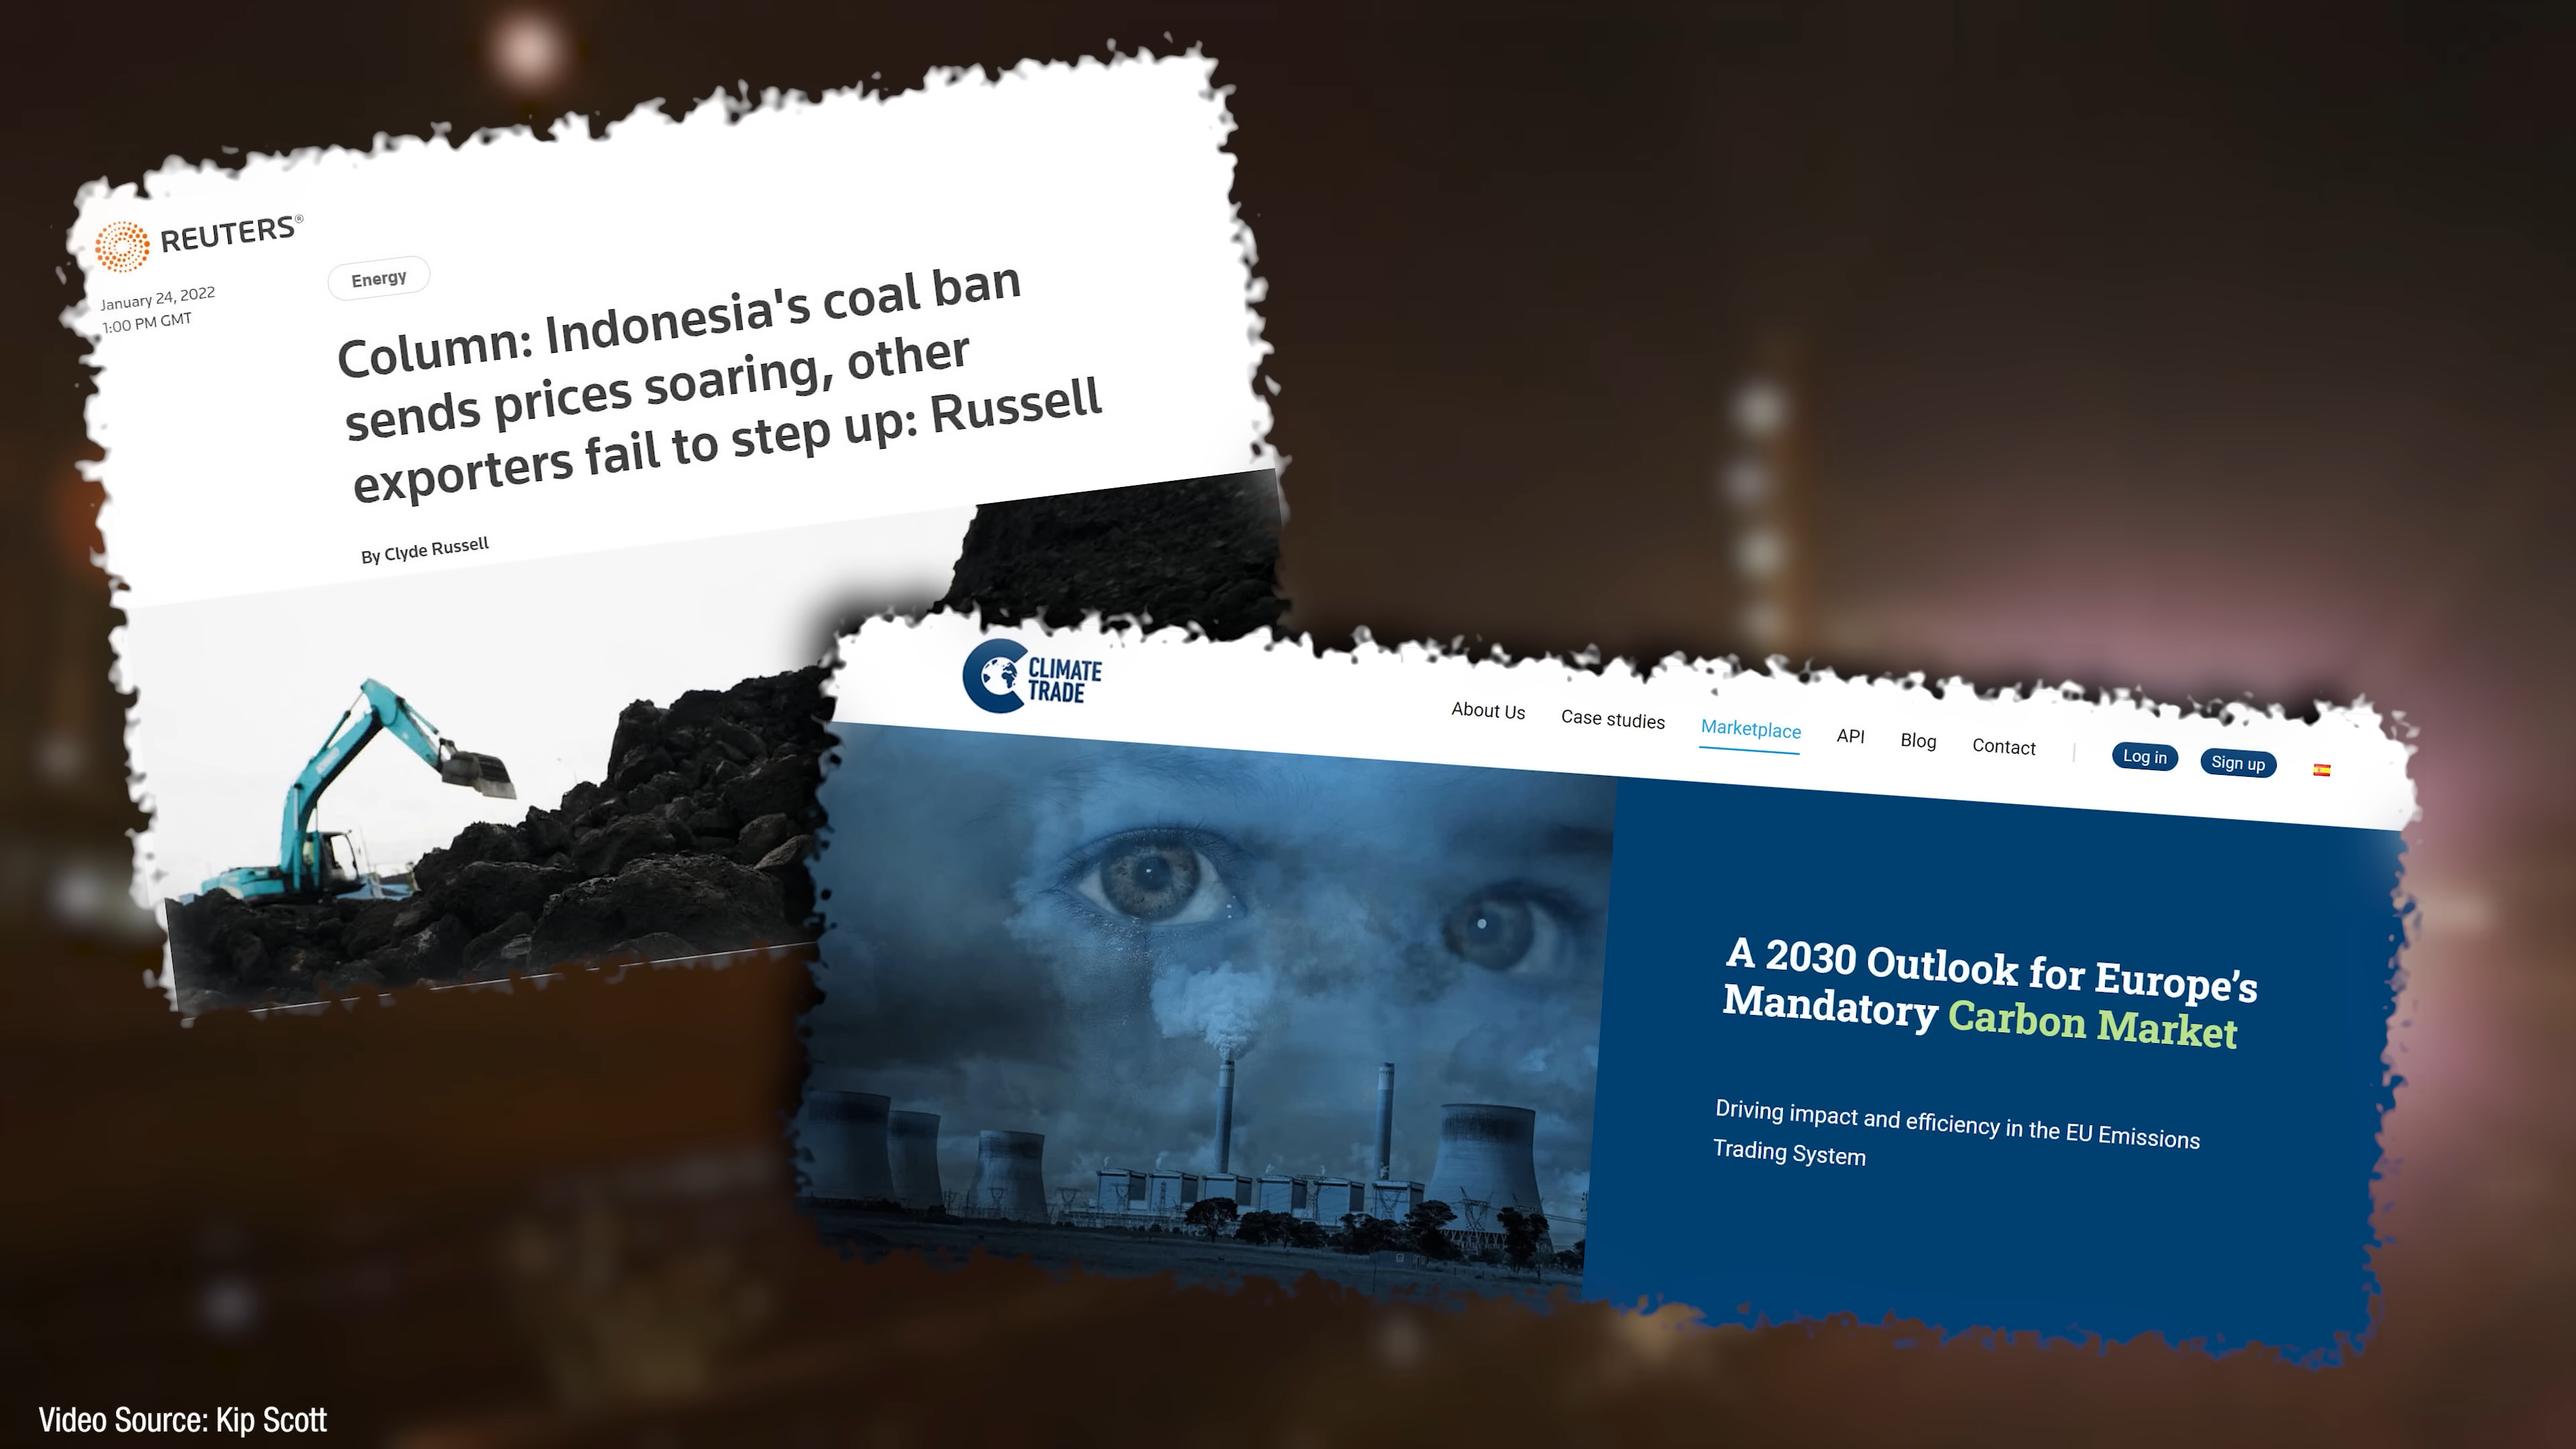 REUTERS®
January 24, 2022
1:00 PM GMT
Energy
Column: Indonesia's coal ban
sends prices soaring, other
exporters fail to step up: Russell
By Clyde Russell
CLIMATE
TRADE
About Us
Case studies
Marketplace
API
Blog
Contact
Log in
Sign up
A 2030 Outlook for Europe’s
Mandatory Carbon Market
Driving impact and efficiency in the EU Emissions
Trading System
Video Source: Kip Scott